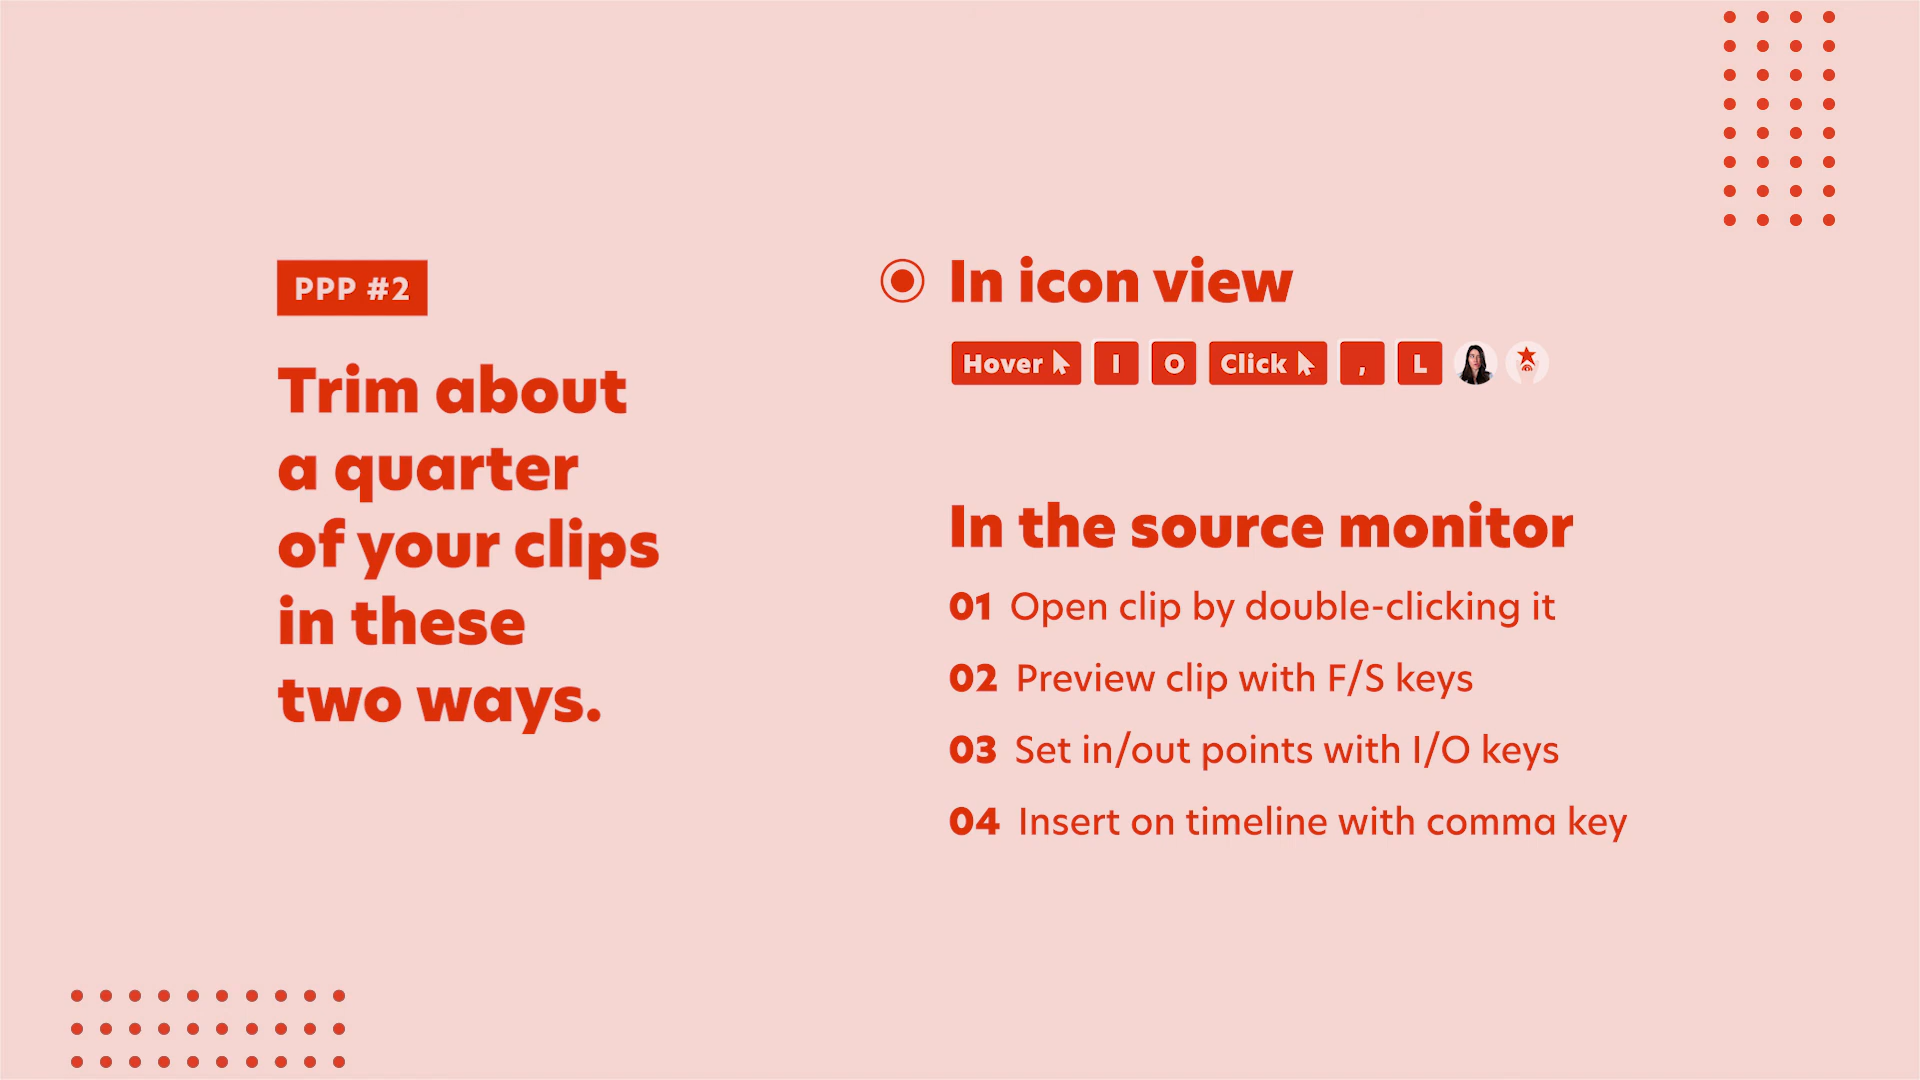 PPP #2
Trim about
a quarter
of your clips
in these
two ways.
In icon view
Hover I O Click , L
In the source monitor
01 Open clip by double-clicking it
02 Preview clip with F/S keys
03 Set in/out points with I/O keys
04 Insert on timeline with comma key